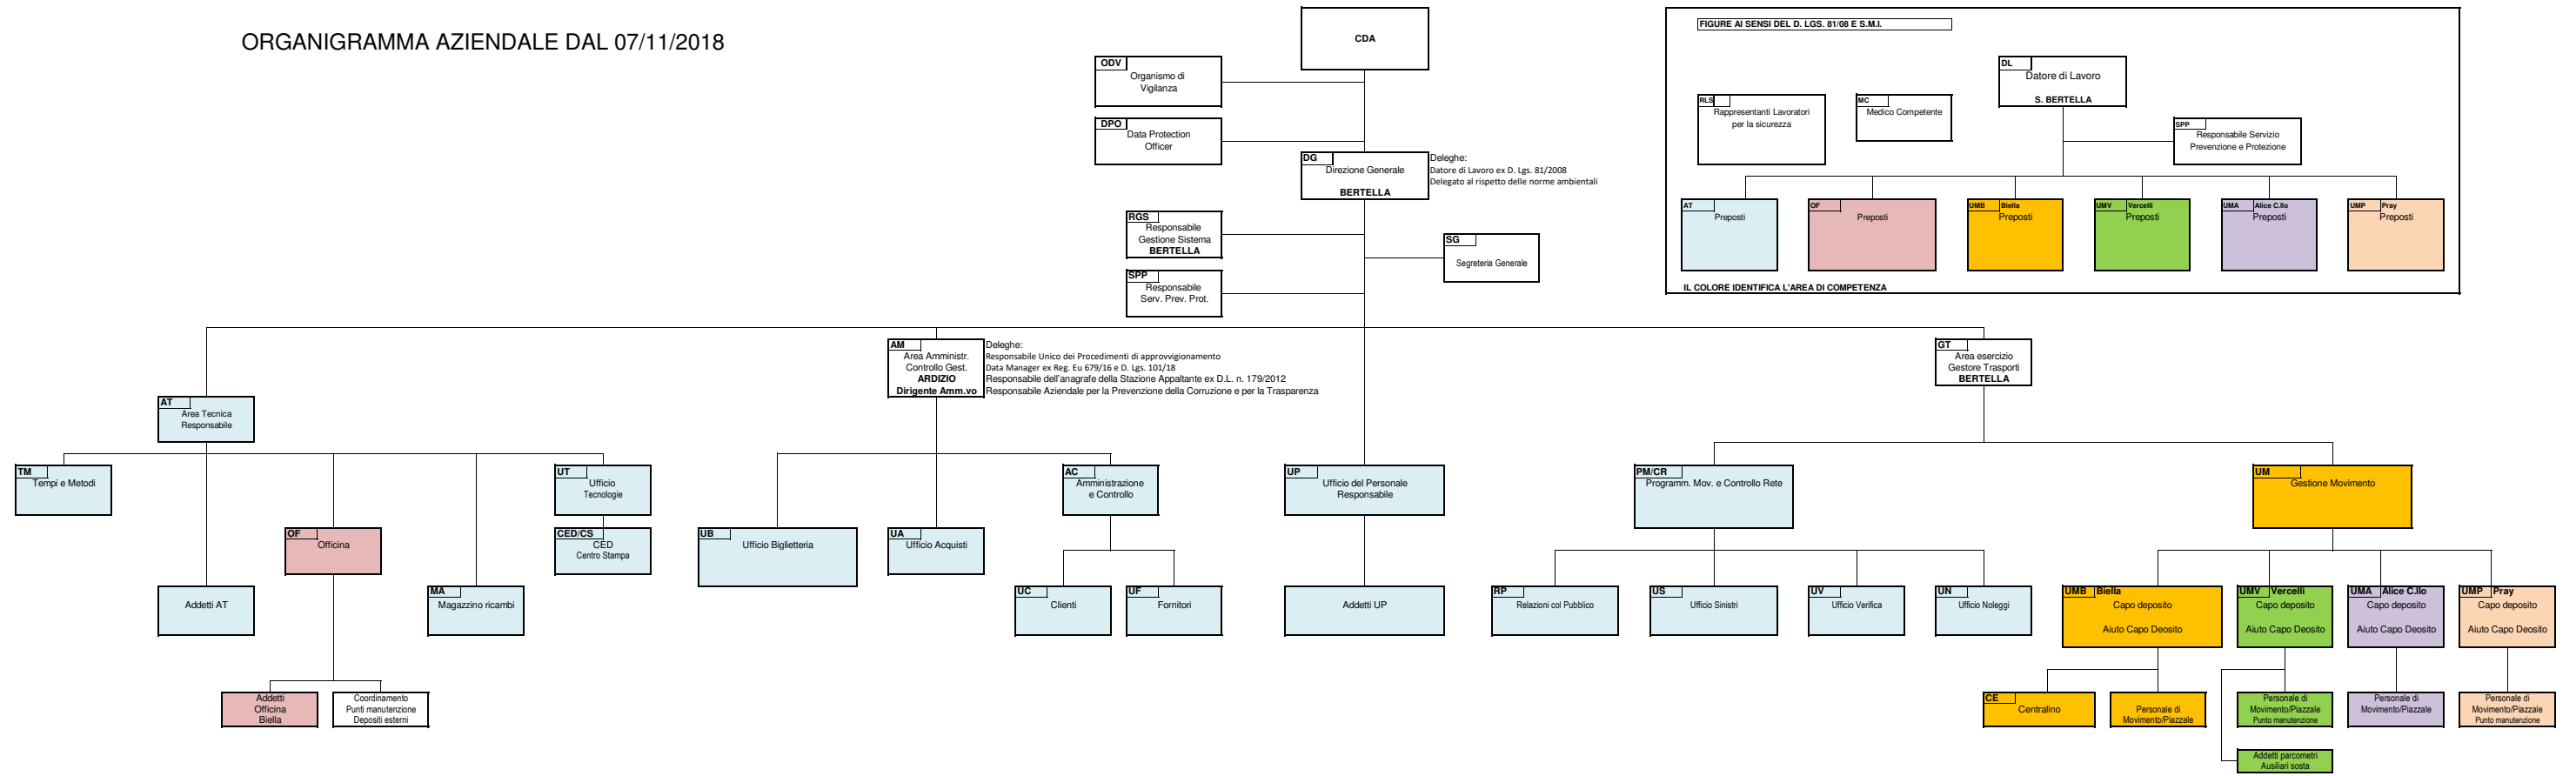 ORGANIGRAMMA AZIENDALE DAL 07/11/2018
CDA
ODV
Organismo di
Vigilanza
DPO
Data Protection
Officer
DG
Direzione Generale
BERTELLA
Deleghe:
Datore di Lavoro ex D. Lgs. 81/2008
Delegato al rispetto delle norme ambientali
RGS
Responsabile
Gestione Sistema
BERTELLA
SG
Segreteria Generale
SPP
Responsabile
Serv. Prev. Prot.
FIGURE AI SENSI DEL D. LGS. 81/08 E S.M.I.
DL
Datore di Lavoro
S. BERTELLA
RLS
Rappresentanti Lavoratori
per la sicurezza
MC
Medico Competente
SPP
Responsabile Servizio
Prevenzione e Protezione
AT
Preposti
OF
Preposti
UMB Biella
Preposti
UMV Vercelli
Preposti
UMA Alice C.llo
Preposti
UMP Pray
Preposti
IL COLORE IDENTIFICA L'AREA DI COMPETENZA
AM
Area Amministr.
Controllo Gest.
ARDIZIO
Dirigente Amm.vo
Deleghe:
Responsabile Unico dei Procedimenti di approvvigionamento
Data Manager ex Reg. Eu 679/16 e D. Lgs. 101/18
Responsabile dell'anagrafe della Stazione Appaltante ex D.L. n. 179/2012
Responsabile Aziendale per la Prevenzione della Corruzione e per la Trasparenza
GT
Area esercizio
Gestore Trasporti
BERTELLA
AT
Area Tecnica
Responsabile
TM
Tempi e Metodi
UT
Ufficio
Tecnologie
AC
Amministrazione
e Controllo
UP
Ufficio del Personale
Responsabile
PM/CR
Programm. Mov. e Controllo Rete
UM
Gestione Movimento
OF
Officina
CED/CS
CED
Centro Stampa
UB
Ufficio Biglietteria
UA
Ufficio Acquisti
Addetti AT
MA
Magazzino ricambi
UC
Clienti
UF
Fornitori
Addetti UP
RP
Relazioni col Pubblico
US
Ufficio Sinistri
UV
Ufficio Verifica
UN
Ufficio Noleggi
UMB Biella
Capo deposito
Aiuto Capo Deosito
UMV Vercelli
Capo deposito
Aiuto Capo Deosito
UMA Alice C.llo
Capo deposito
Aiuto Capo Deosito
UMP Pray
Capo deposito
Aiuto Capo Deosito
Addetti
Officina
Biella
Coordinamento
Punti manutenzione
Depositi esterni
CE
Centralino
Personale di
Movimento/Piazzale
Personale di
Movimento/Piazzale
Punto manutenzione
Personale di
Movimento/Piazzale
Personale di
Movimento/Piazzale
Punto manutenzione
Addetti parcometri
Ausiliari sosta